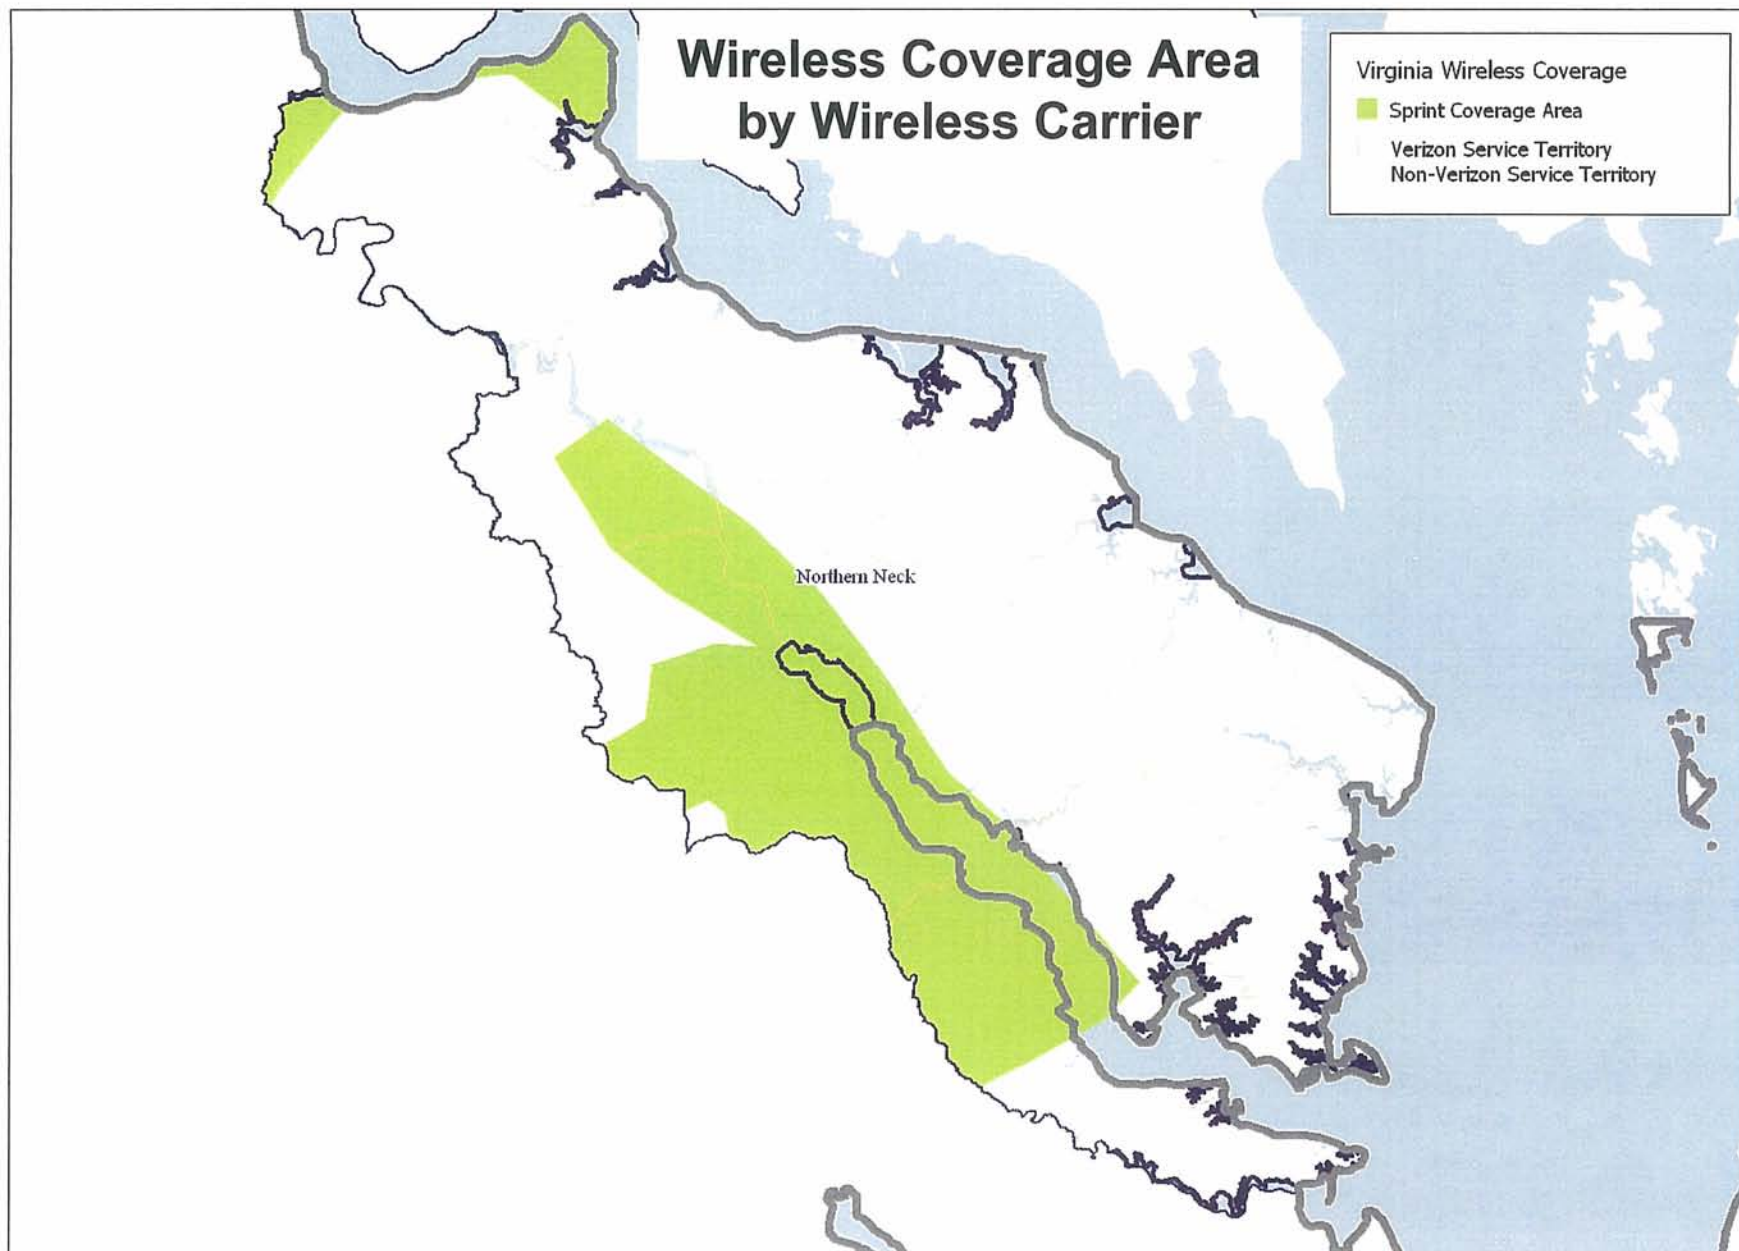 Wireless Coverage Area
by Wireless Carrier
Virginia Wireless Coverage
Sprint Coverage Area
Verizon Service Territory
Non-Verizon Service Territory
Northern Neck